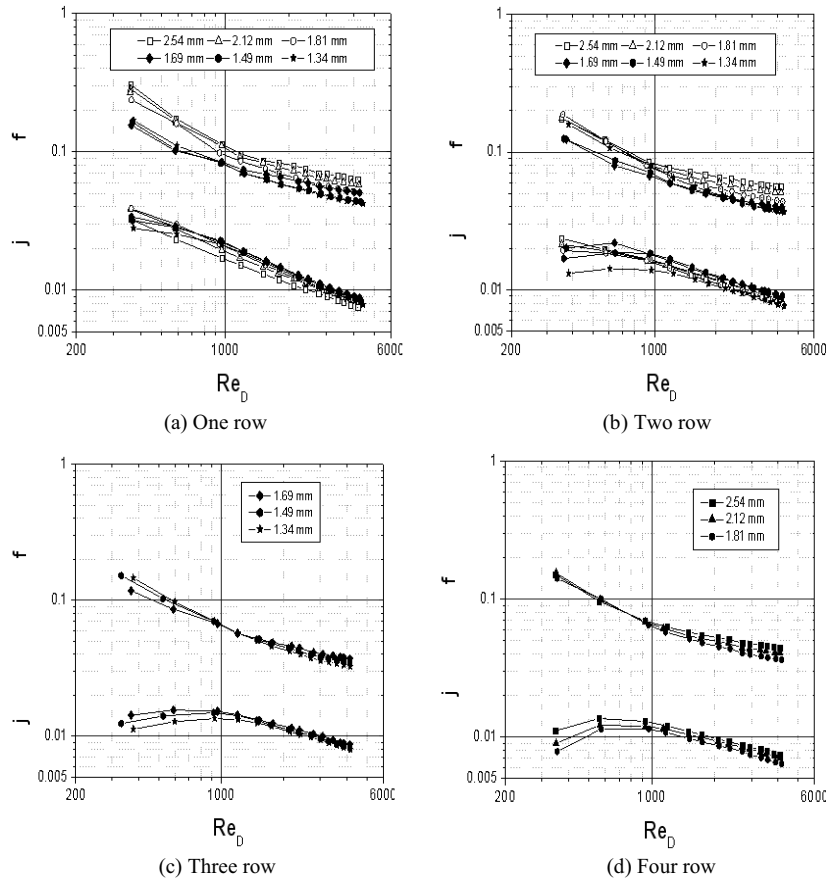 1
2.54 mm 2.12 mm 1.81 mm
1.69 mm 1.49 mm 1.34 mm
f
0.1
j
0.01
0.005
200 1000 6000
Re_D
(a) One row
1
2.54 mm 2.12 mm 1.81 mm
1.69 mm 1.49 mm 1.34 mm
f
0.1
j
0.01
0.005
200 1000 6000
Re_D
(b) Two row
1
1.69 mm
1.49 mm
1.34 mm
f
0.1
j
0.01
0.005
200 1000 6000
Re_D
(c) Three row
1
2.54 mm
2.12 mm
1.81 mm
f
0.1
j
0.01
0.005
200 1000 6000
Re_D
(d) Four row